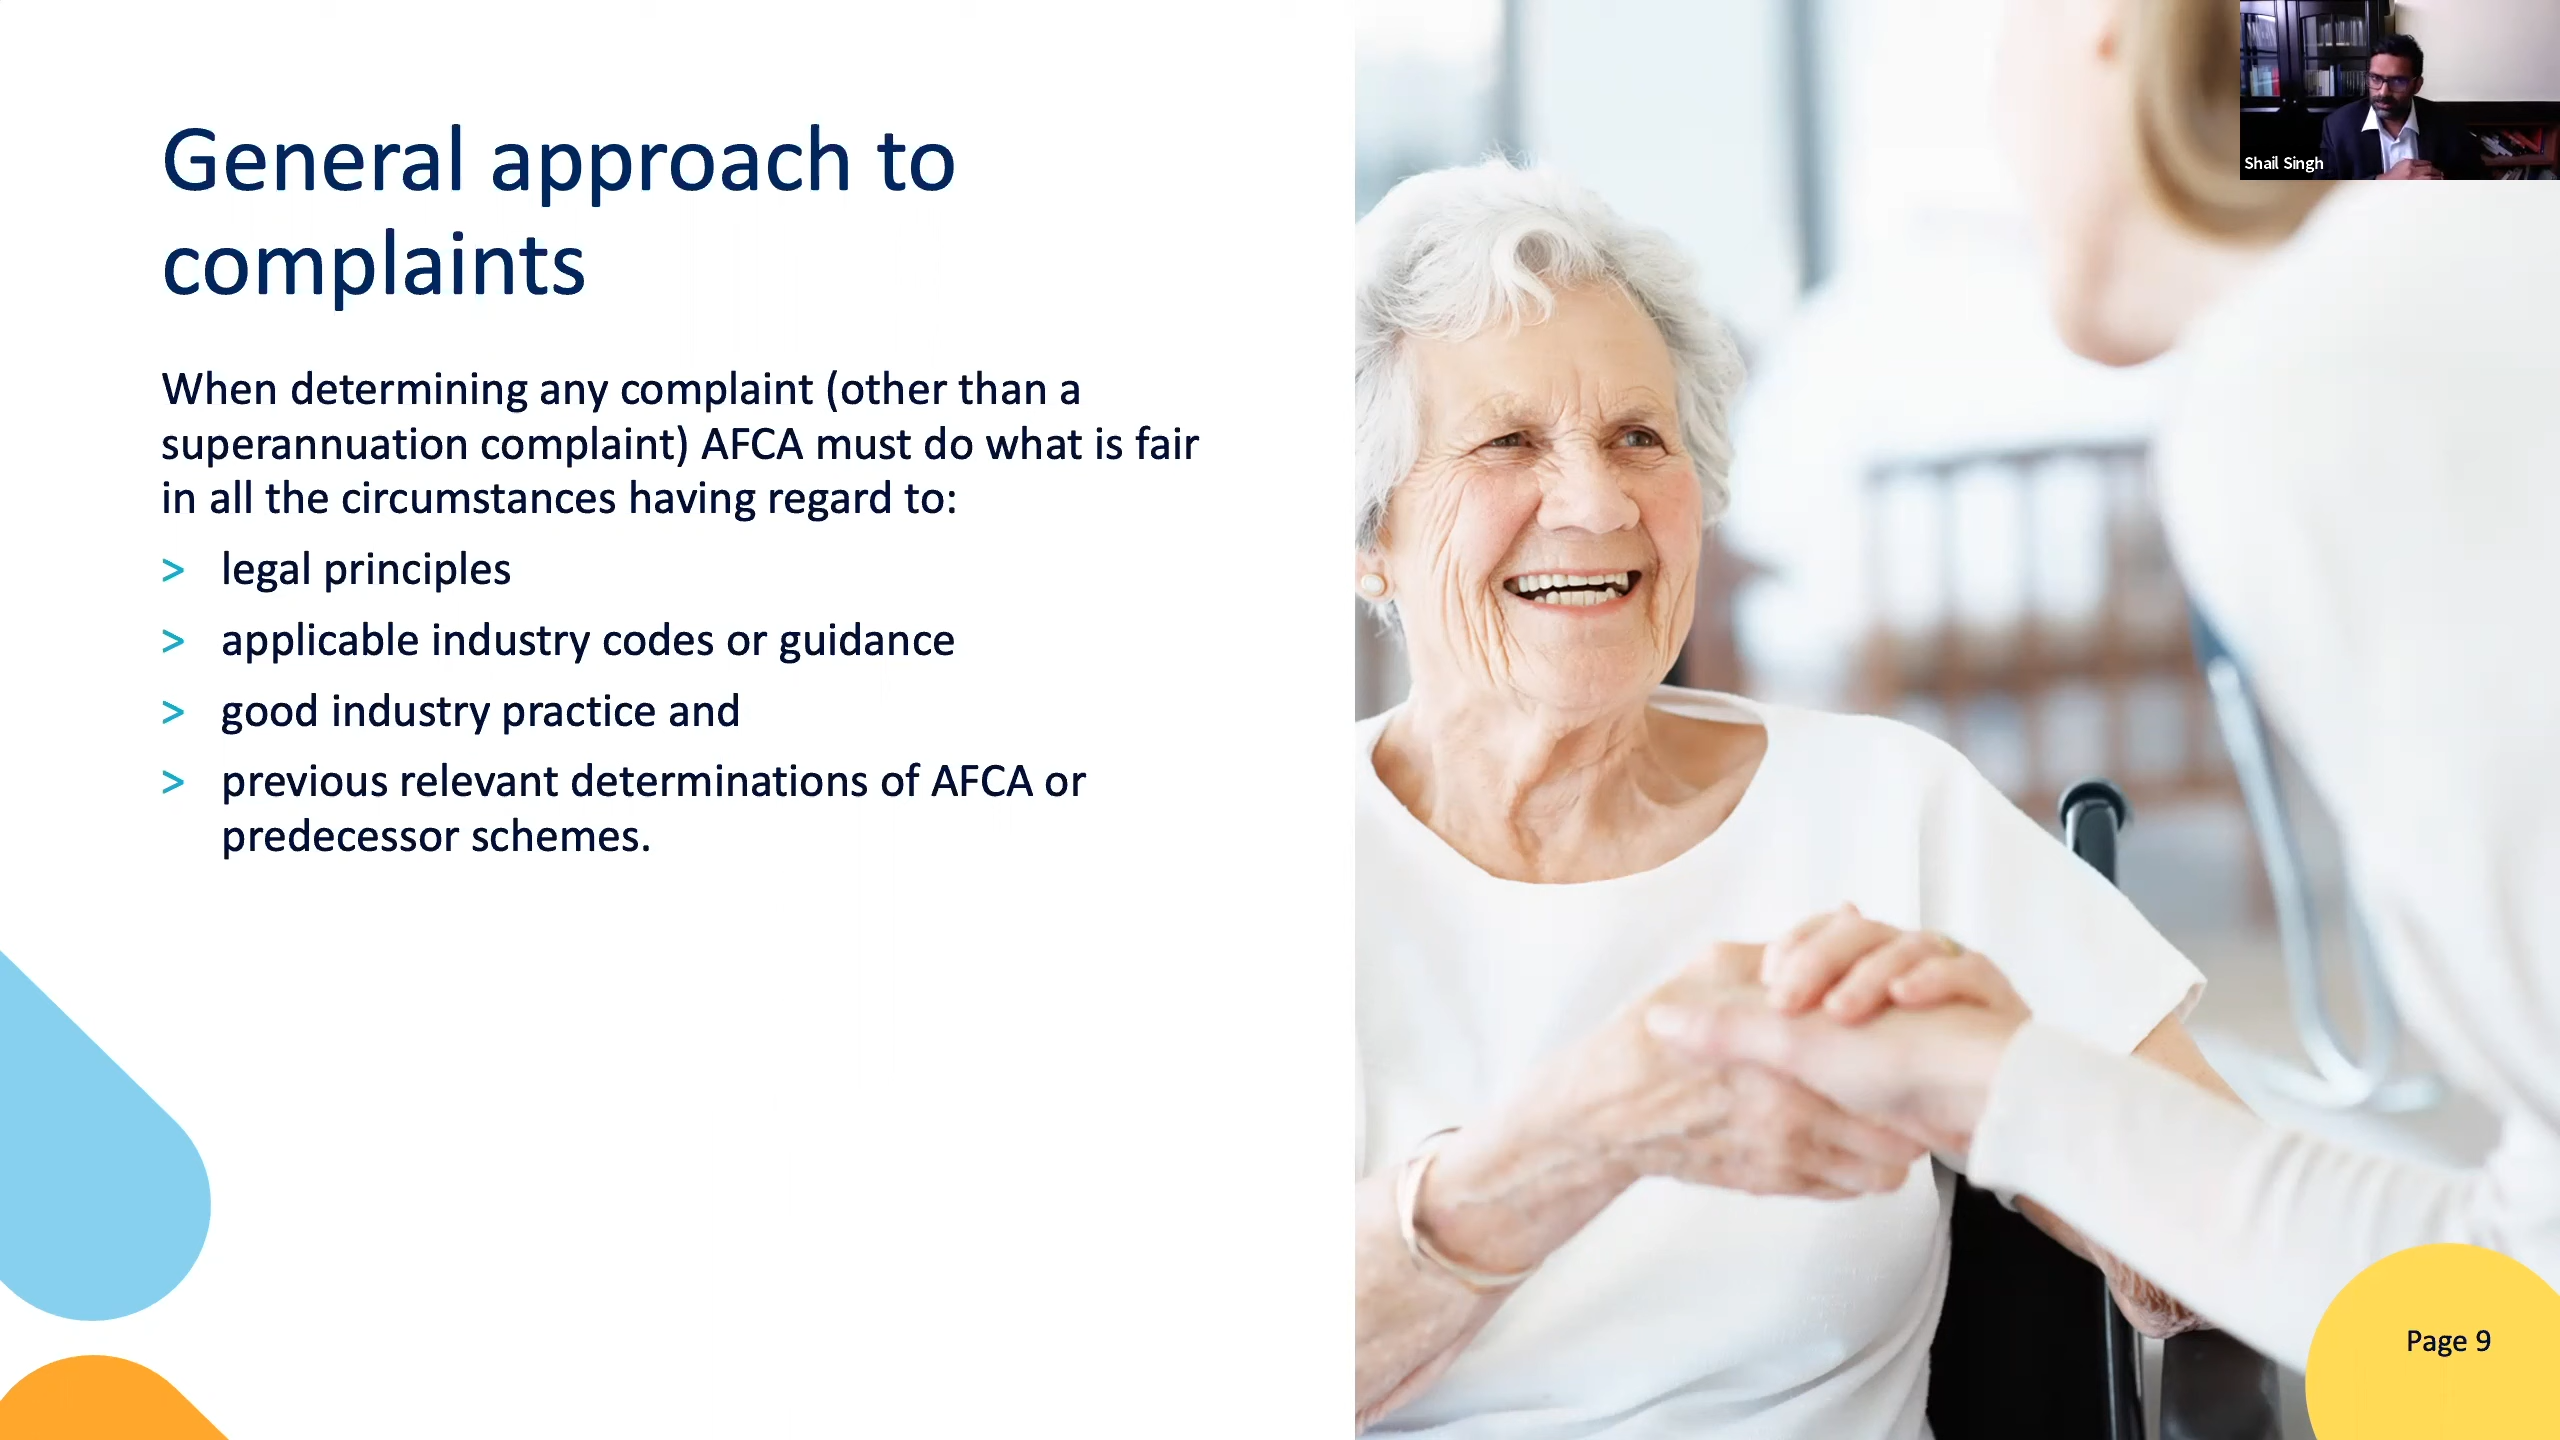 General approach to
complaints
When determining any complaint (other than a
superannuation complaint) AFCA must do what is fair
in all the circumstances having regard to:
> legal principles
> applicable industry codes or guidance
> good industry practice and
> previous relevant determinations of AFCA or
predecessor schemes.
Shail Singh
Page 9